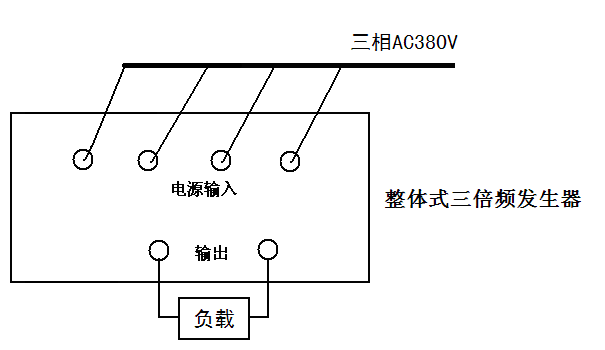 三相AC380V
电源输入
整体式三倍频发生器
输出
负载